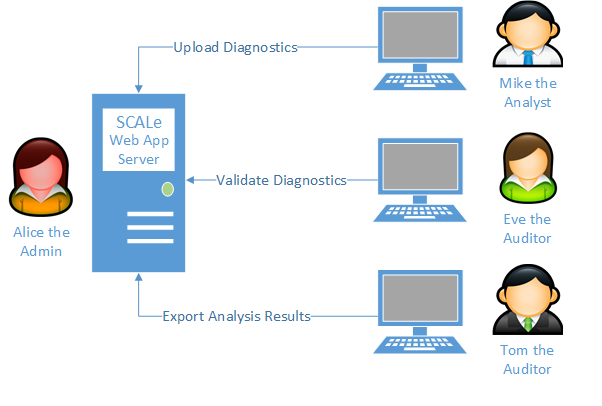 Upload Diagnostics
Mike the
Analyst
SCALe
Web App
Server
Validate Diagnostics
Alice the
Admin
Eve the
Auditor
Export Analysis Results
Tom the
Auditor